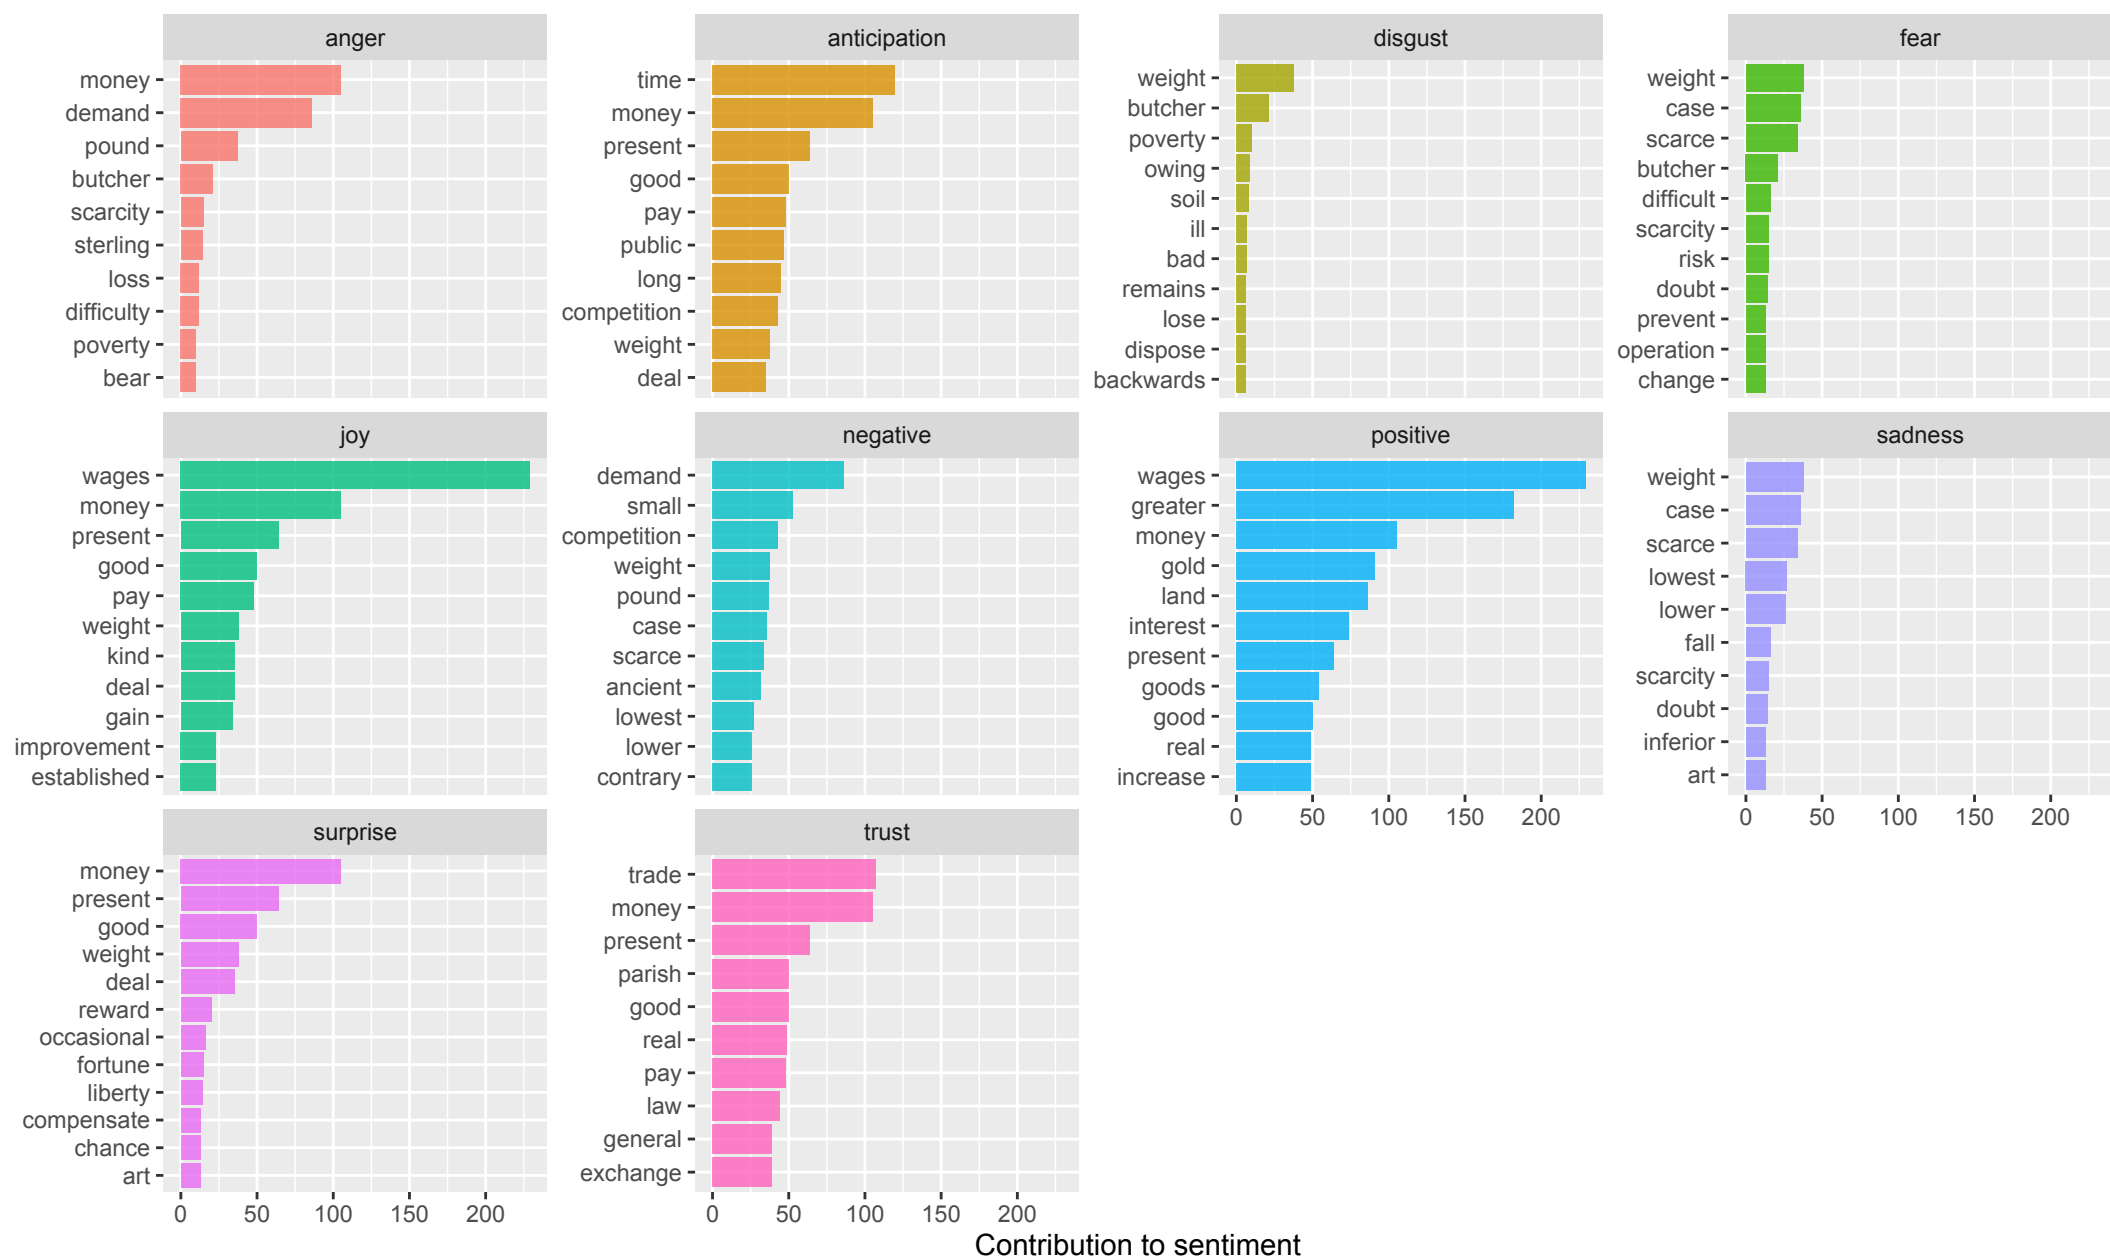 anger
money
demand
pound
butcher
scarcity
sterling
loss
difficulty
poverty
bear
anticipation
time
money
present
good
pay
public
long
competition
weight
deal
disgust
weight
butcher
poverty
owing
soil
ill
bad
remains
lose
dispose
backwards
fear
weight
case
scarce
butcher
difficult
scarcity
risk
doubt
prevent
operation
change
joy
wages
money
present
good
pay
weight
kind
deal
gain
improvement
established
negative
demand
small
competition
weight
pound
case
scarce
ancient
lowest
lower
contrary
positive
wages
greater
money
gold
land
interest
present
goods
good
real
increase
0 50 100 150 200
sadness
weight
case
scarce
lowest
lower
fall
scarcity
doubt
inferior
art
0 50 100 150 200
surprise
money
present
good
weight
deal
reward
occasional
fortune
liberty
compensate
chance
art
0 50 100 150 200
trust
trade
money
present
parish
good
real
pay
law
general
exchange
0 50 100 150 200
Contribution to sentiment